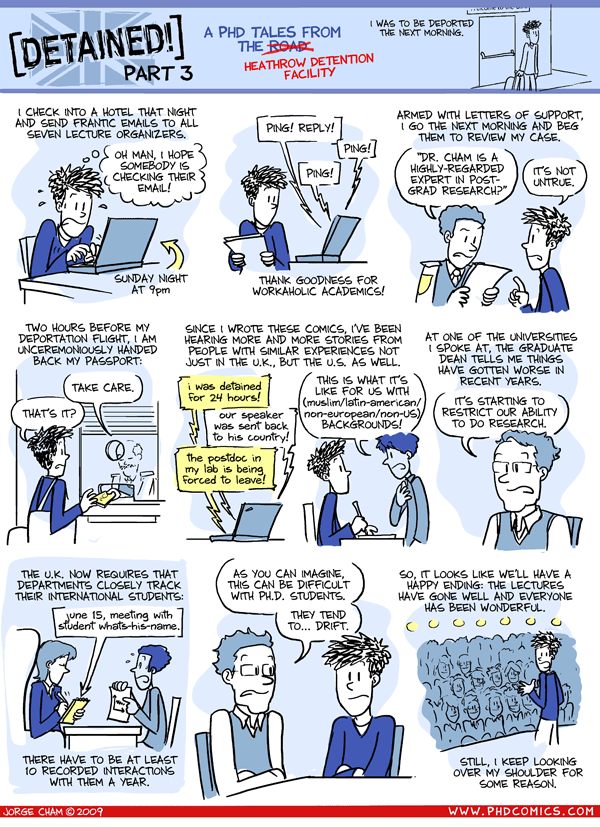 [DETAINED!]
PART 3
A PHD TALES FROM
THE ROAD
HEATHROW DETENTION
FACILITY
I WAS TO BE DEPORTED
THE NEXT MORNING.
I CHECK INTO A HOTEL THAT NIGHT
AND SEND FRANTIC EMAILS TO ALL
SEVEN LECTURE ORGANIZERS.
OH MAN, I HOPE
SOMEBODY IS
CHECKING THEIR
EMAIL!
SUNDAY NIGHT
AT 9pm
PING! REPLY!
PING!
PING!
THANK GOODNESS FOR
WORKAHOLIC ACADEMICS!
ARMED WITH LETTERS OF SUPPORT,
I GO THE NEXT MORNING AND BEG
THEM TO REVIEW MY CASE.
"DR. CHAM IS A
HIGHLY-REGARDED
EXPERT IN POST-
GRAD RESEARCH?"
IT'S NOT
UNTRUE.
TWO HOURS BEFORE MY
DEPORTATION FLIGHT, I AM
UNCEREMONIOUSLY HANDED
BACK MY PASSPORT:
TAKE CARE.
THAT'S IT?
SINCE I WROTE THESE COMICS, I'VE BEEN
HEARING MORE AND MORE STORIES FROM
PEOPLE WITH SIMILAR EXPERIENCES NOT
JUST IN THE U.K., BUT THE U.S. AS WELL.
i was detained
for 24 hours!
our speaker
was sent back
to his country!
the postdoc in
my lab is being
forced to leave!
THIS IS WHAT IT'S
LIKE FOR US WITH
(muslim/latin-american/
non-european/non-US)
BACKGROUNDS!
AT ONE OF THE UNIVERSITIES
I SPOKE AT, THE GRADUATE
DEAN TELLS ME THINGS
HAVE GOTTEN WORSE IN
RECENT YEARS.
IT'S STARTING TO
RESTRICT OUR ABILITY
TO DO RESEARCH.
THE U.K. NOW REQUIRES THAT
DEPARTMENTS CLOSELY TRACK
THEIR INTERNATIONAL STUDENTS:
june 15, meeting with
student whats-his-name.
THERE HAVE TO BE AT LEAST
10 RECORDED INTERACTIONS
WITH THEM A YEAR.
AS YOU CAN IMAGINE,
THIS CAN BE DIFFICULT
WITH PH.D. STUDENTS.
THEY TEND
TO... DRIFT.
SO, IT LOOKS LIKE WE'LL HAVE A
HAPPY ENDING: THE LECTURES
HAVE GONE WELL AND EVERYONE
HAS BEEN WONDERFUL.
STILL, I KEEP LOOKING
OVER MY SHOULDER FOR
SOME REASON.
JORGE CHAM © 2009
WWW.PHDCOMICS.COM